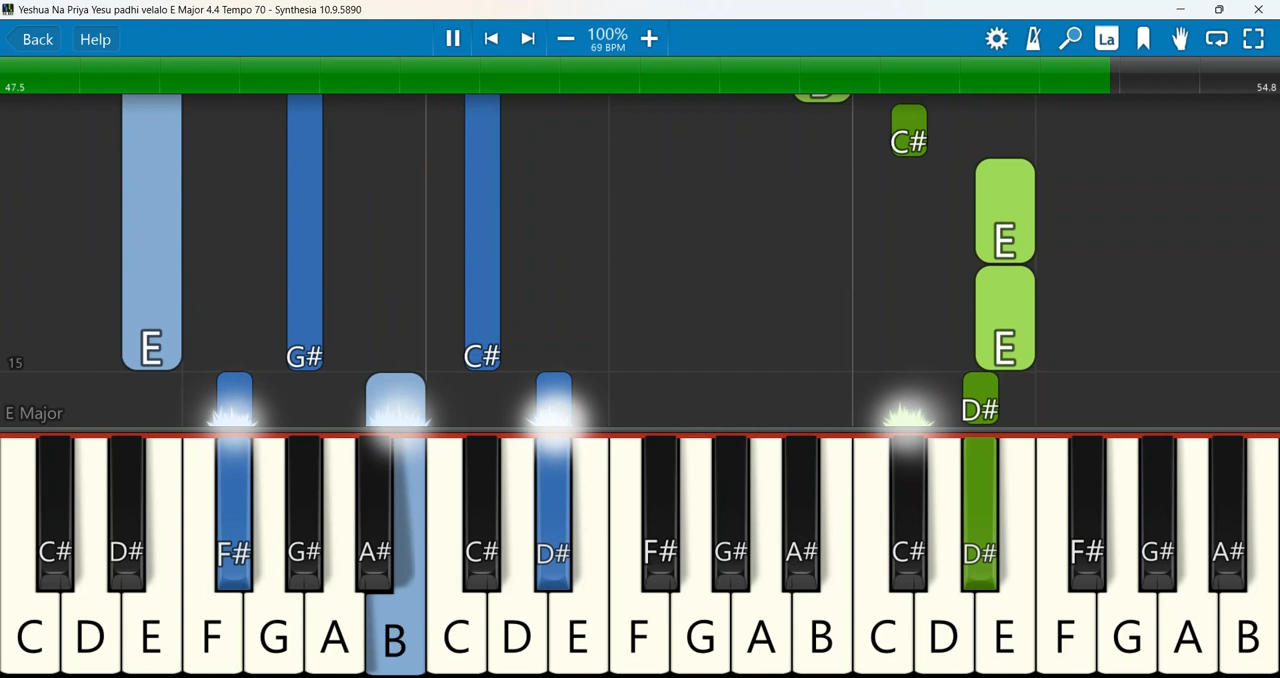 Yeshua Na Priya Yesu padhi velalo E Major 4.4 Tempo 70 - Synthesia 10.9.5890
Back Help 100% La
69 BPM
47.5 54.8
C#
E E
E G# C# E
15
E Major D#
C# D# F# G# A# C# D# F# G# A# C# D# F# G# A#
C D E F G A B C D E F G A B C D E F G A B